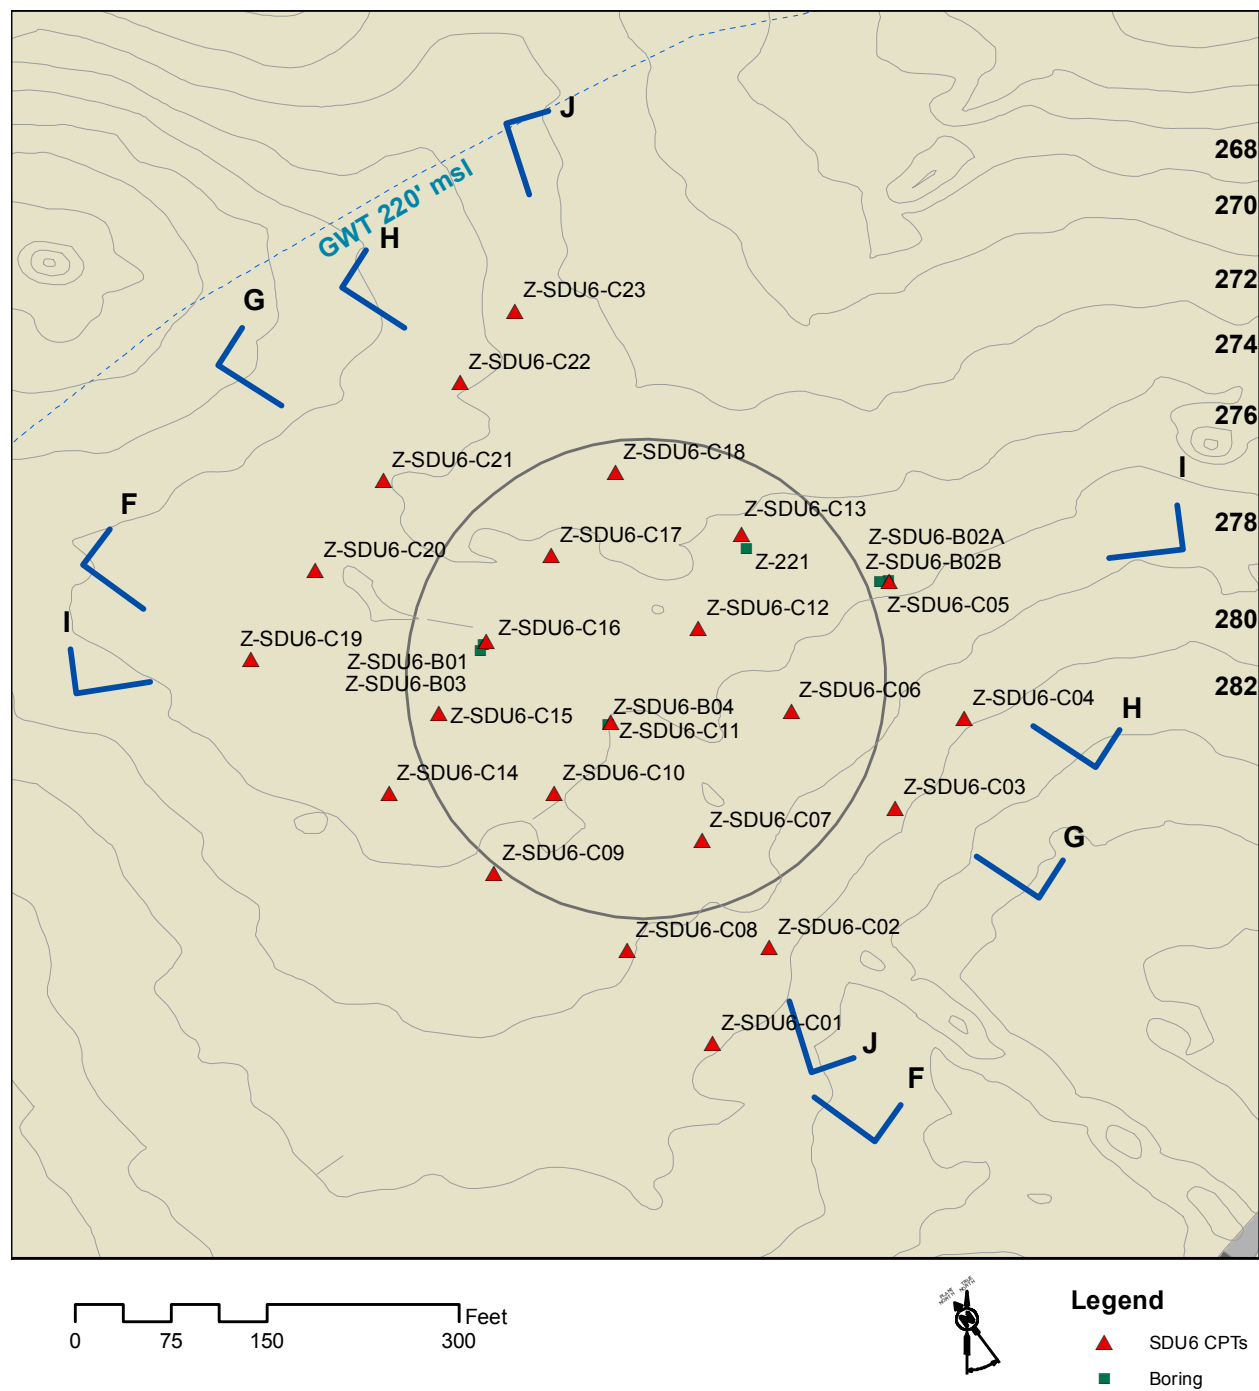 J
268
GWT 220' msl
270
H
272
Z-SDU6-C23
G
274
Z-SDU6-C22
276
Z-SDU6-C18
Z-SDU6-C21
I
F
Z-SDU6-C13
278
Z-SDU6-B02A
Z-SDU6-C17
Z-SDU6-C20
Z-221
Z-SDU6-B02B
Z-SDU6-C05
Z-SDU6-C12
280
I
Z-SDU6-C16
Z-SDU6-C19
Z-SDU6-B01
Z-SDU6-B03
282
Z-SDU6-C06
Z-SDU6-C04
Z-SDU6-B04
H
Z-SDU6-C15
Z-SDU6-C11
Z-SDU6-C14
Z-SDU6-C10
Z-SDU6-C03
Z-SDU6-C07
G
Z-SDU6-C09
Z-SDU6-C08
Z-SDU6-C02
Z-SDU6-C01
J
F
Feet
0 75 150 300
PLANT NORTH
TRUE NORTH
Legend
SDU6 CPTs
Boring